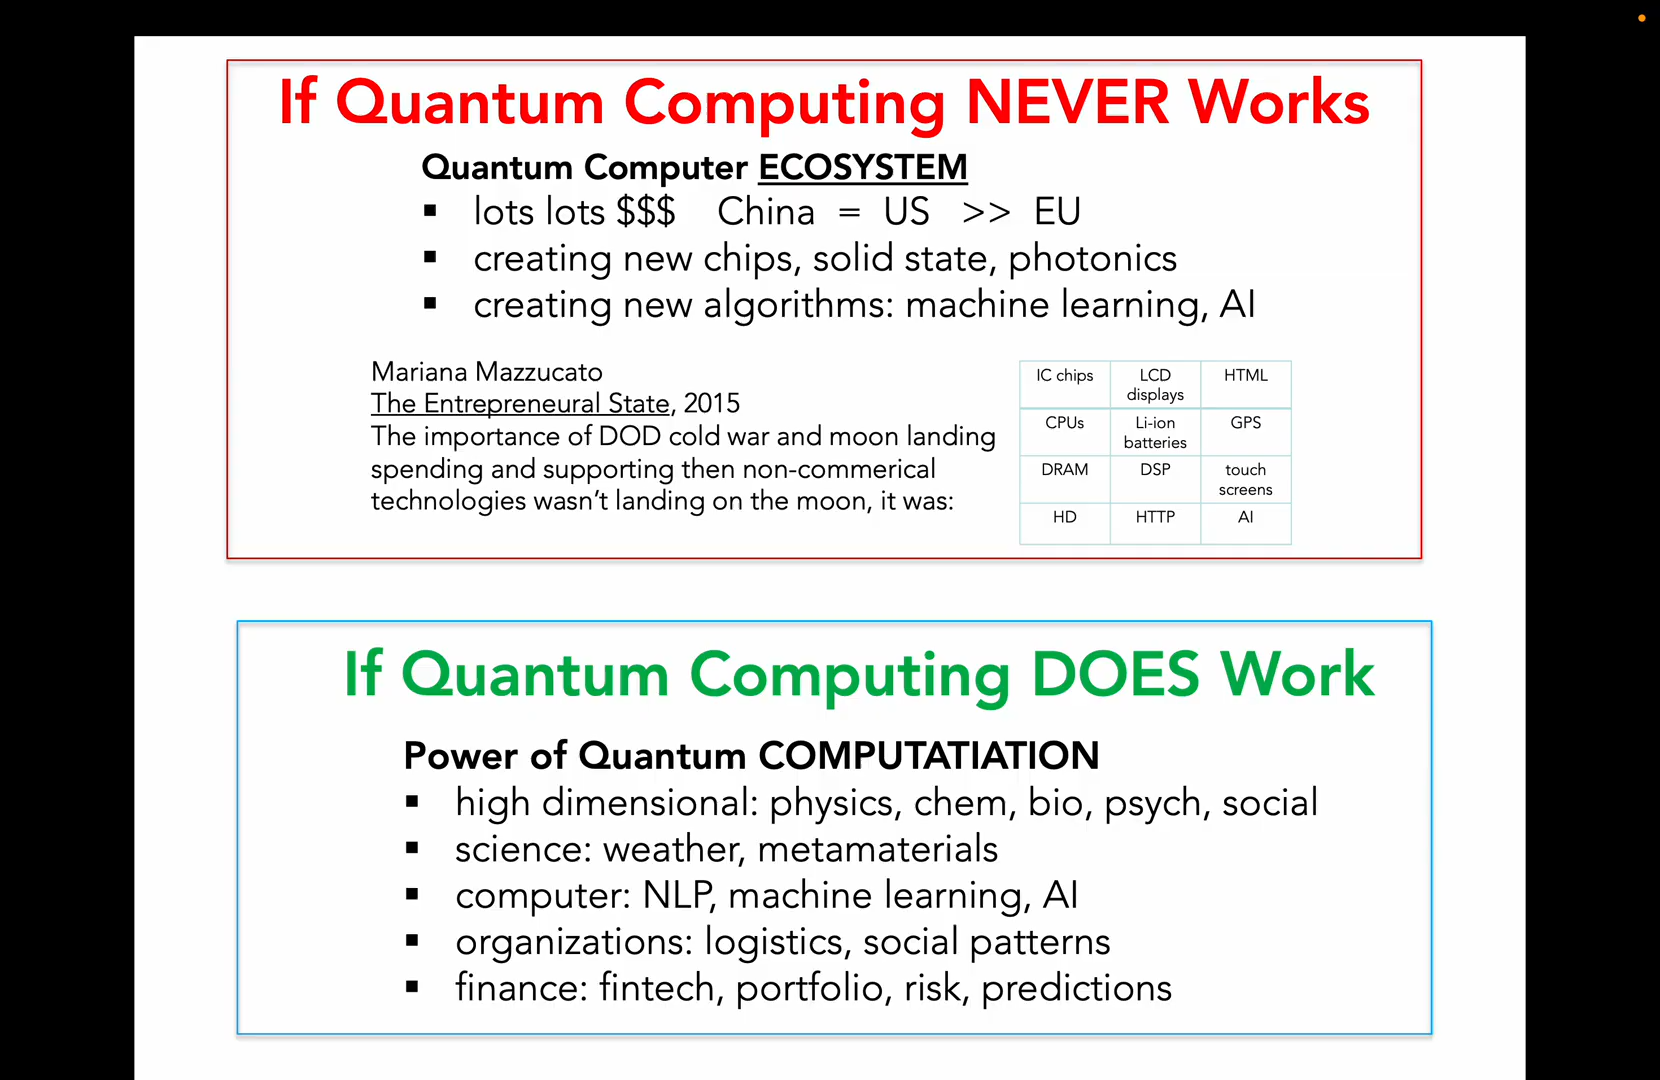 If Quantum Computing NEVER Works
Quantum Computer ECOSYSTEM
▪ lots lots $$$ China = US >> EU
▪ creating new chips, solid state, photonics
▪ creating new algorithms: machine learning, AI
Mariana Mazzucato
The Entrepreneural State, 2015
The importance of DOD cold war and moon landing
spending and supporting then non-commerical
technologies wasn't landing on the moon, it was:
IC chips
LCD
displays
HTML
CPUs
Li-ion
batteries
GPS
DRAM
DSP
touch
screens
HD
HTTP
AI
If Quantum Computing DOES Work
Power of Quantum COMPUTATIATION
▪ high dimensional: physics, chem, bio, psych, social
▪ science: weather, metamaterials
▪ computer: NLP, machine learning, AI
▪ organizations: logistics, social patterns
▪ finance: fintech, portfolio, risk, predictions